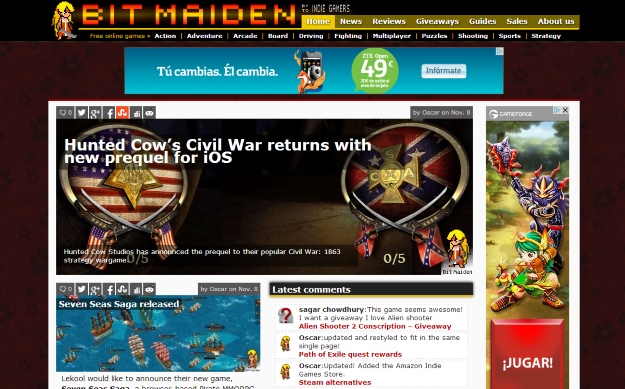 BIT MAIDEN BY TO INDIE GAMERS
Home News Reviews Giveaways Guides Sales About us
Free online games » Action | Adventure | Arcade | Board | Driving | Fighting | Multiplayer | Puzzles | Shooting | Sports | Strategy
Tú cambias. Él cambia.
ZTE Open
49€
Infórmate
0
by Oscar on Nov. 8
GAMEFORGE
Hunted Cow's Civil War returns with
new prequel for iOS
C S A
0/5 0/5
Hunted Cow Studios has announced the prequel to their popular Civil War: 1863
strategy wargame.
BitMaiden
0
by Oscar on Nov. 8
Seven Seas Saga released
Lekool would like to announce their new game,
Seven Seas Saga, a browser-based Pirate MMORPG
Latest comments
sagar chowdhury:This game seems awesome!
I want a giveaway I love Alien shooter
Alien Shooter 2 Conscription – Giveaway
Oscar:updated and restyled to fit in the same
single page!
Path of Exile quest rewards
Oscar:Updated! Added the Amazon Indie
Games Store.
Steam alternatives
¡JUGAR!